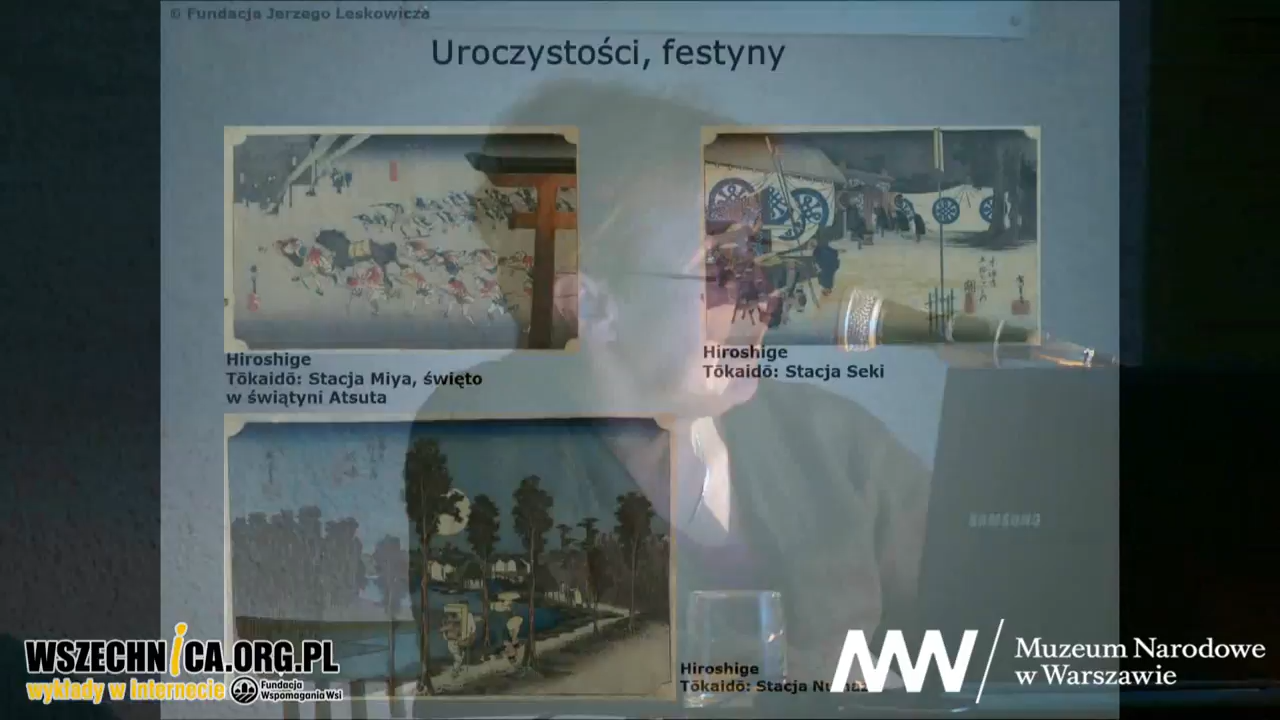 © Fundacja Jerzego Leskowicza
Uroczystości, festyny
Hiroshige
Tōkaidō: Stacja Miya, święto
w świątyni Atsuta
Hiroshige
Tōkaidō: Stacja Seki
SAMSUNG
Hiroshige
Tōkaidō: Stacja
WSZECHNICA.ORG.PL
wykłady w internecie
Fundacja
Wspomagania Wsi
Muzeum Narodowe
w Warszawie